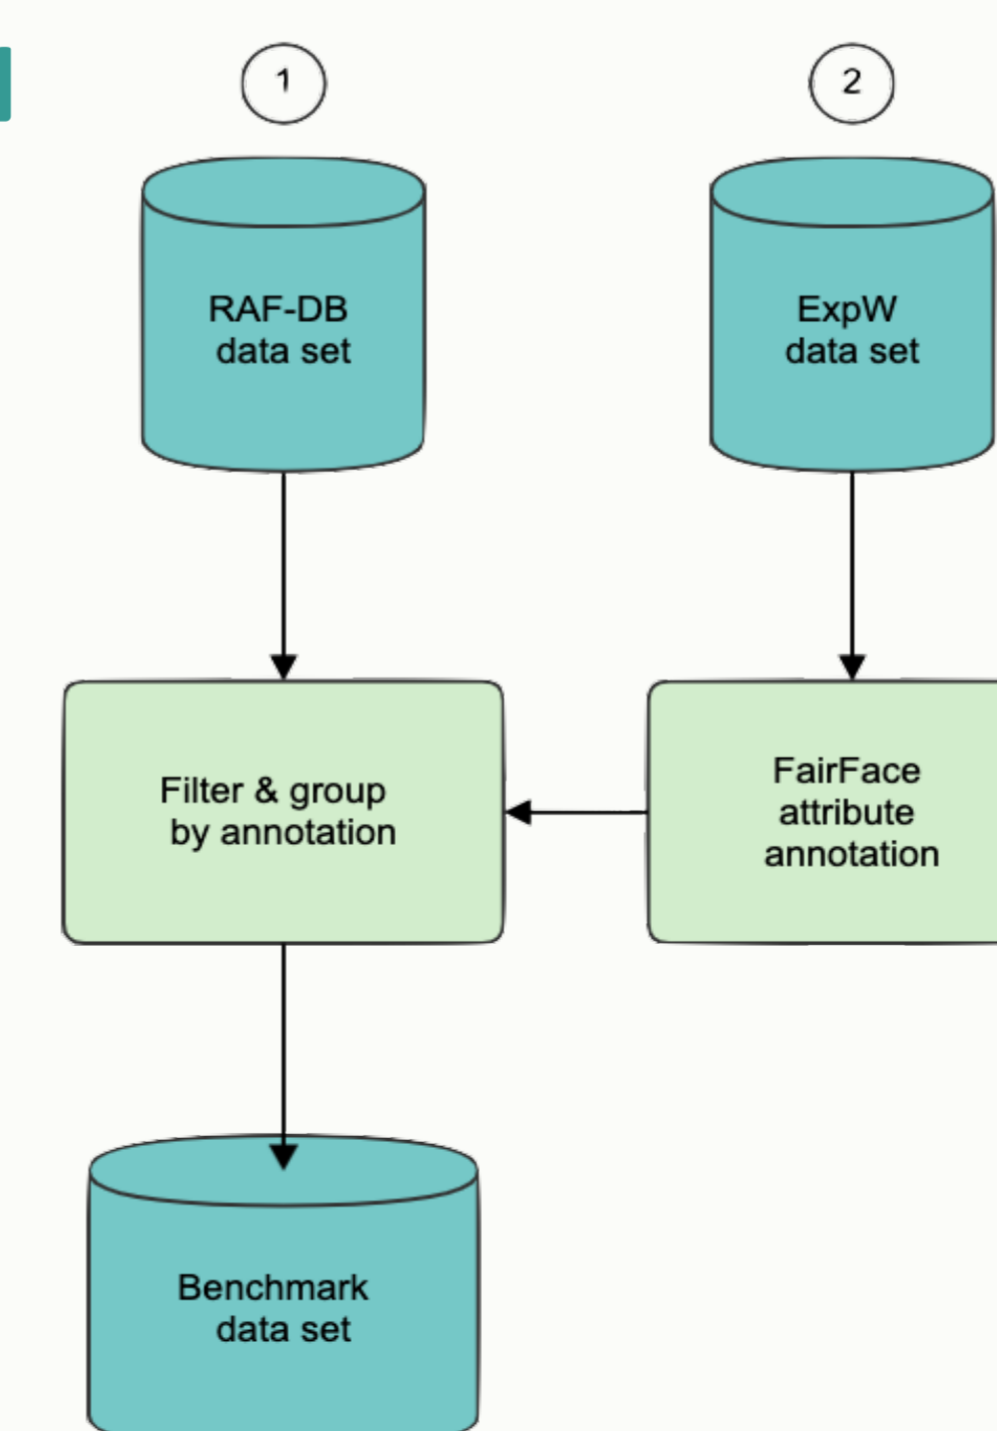 1
2
RAF-DB
data set
ExpW
data set
Filter & group
by annotation
FairFace
attribute
annotation
Benchmark
data set